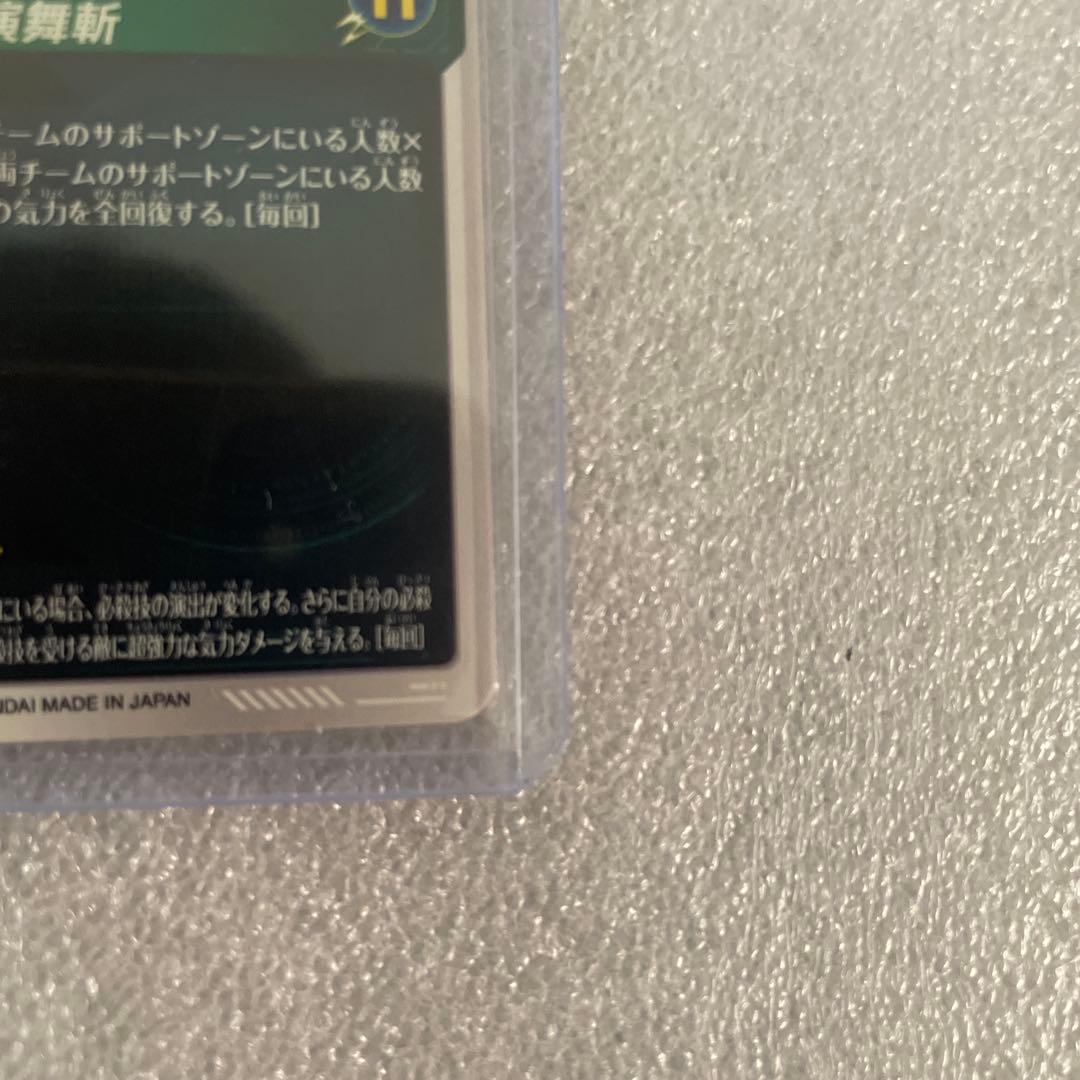 演舞斬
11
チームのサポートゾーンにいる人数×
両チームのサポートゾーンにいる人数
の気力を全回復する。[毎回]
にいる場合、必殺技の演出が変化する。さらに自分の必殺
技を受ける敵に超強力な気力ダメージを与える。[毎回]
NDAI MADE IN JAPAN